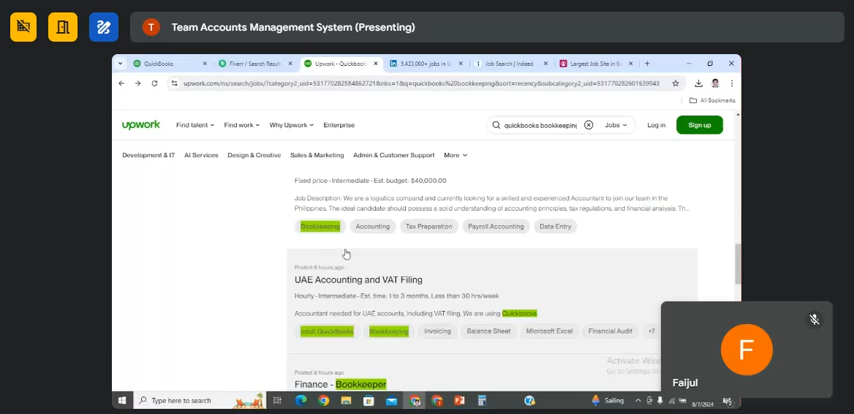 T Team Accounts Management System (Presenting)
QuickBooks
Fiverr / Search Result
Upwork - Quickbooks
5,423,000+ jobs in U
Job Search | Indeed
Largest Job Site in B
upwork.com/nx/search/jobs/?category2_uid=531770282584862721&nbs=1&q=quickbooks%20bookkeeping&sort=recency&subcategory2_uid=531770282601639943
All Bookmarks
upwork
Find talent
Find work
Why Upwork
Enterprise
quickbooks bookkeeping
Jobs
Log in
Sign up
Development & IT
AI Services
Design & Creative
Sales & Marketing
Admin & Customer Support
More
Fixed price - Intermediate - Est. budget: $40,000.00
Job Description: We are a logistics company and currently looking for a skilled and experienced Accountant to join our team in the
Philippines. The ideal candidate should possess a solid understanding of accounting principles, tax regulations, and financial analysis. Th...
Bookkeeping
Accounting
Tax Preparation
Payroll Accounting
Data Entry
Posted 6 hours ago
UAE Accounting and VAT Filing
Hourly - Intermediate - Est. time: 1 to 3 months, Less than 30 hrs/week
Accountant needed for UAE accounts, including VAT filing. We are using Quickbooks
Intuit QuickBooks
Bookkeeping
Invoicing
Balance Sheet
Microsoft Excel
Financial Audit
+7
Posted 8 hours ago
Finance - Bookkeeper
Activate Win
Go to Settings
F
Faijul
Type here to search
Sailing
8/7/2024